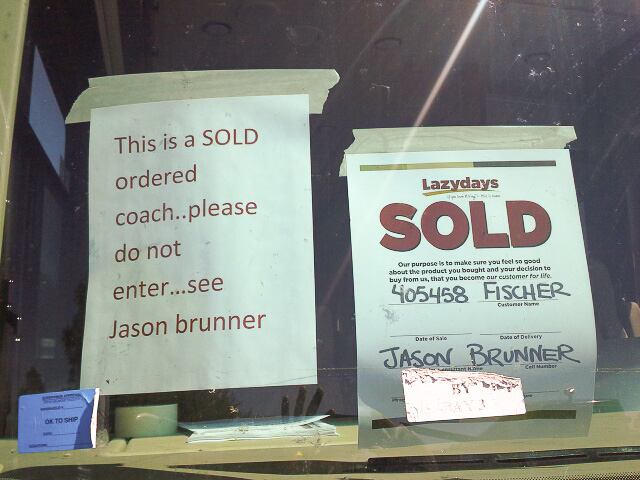 This is a SOLD
ordered
coach..please
do not
enter...see
Jason brunner
Lazydays
SOLD
Our purpose is to make sure you feel so good
about the product you bought and your decision to
buy from us, that you become our customer for life.
405458 FISCHER
Customer Name
Date of Sale Date of Delivery
JASON BRUNNER
Cell Number
BY
OK TO SHIP